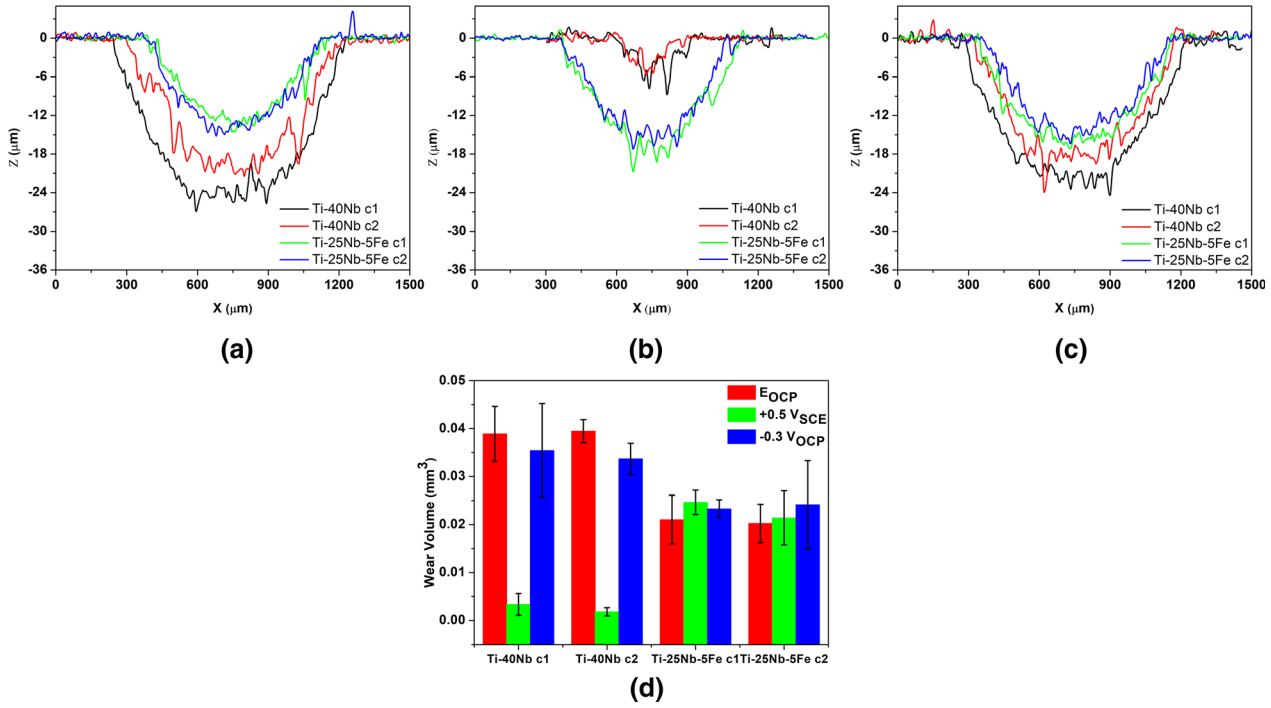 0
-6
-12
-18
-24
-30
-36
Z (μm)
Ti-40Nb c1
Ti-40Nb c2
Ti-25Nb-5Fe c1
Ti-25Nb-5Fe c2
0 300 600 900 1200 1500
X (μm)
(a)
0
-6
-12
-18
-24
-30
-36
Z (μm)
Ti-40Nb c1
Ti-40Nb c2
Ti-25Nb-5Fe c1
Ti-25Nb-5Fe c2
0 300 600 900 1200 1500
X (μm)
(b)
0
-6
-12
-18
-24
-30
-36
Z (μm)
Ti-40Nb c1
Ti-40Nb c2
Ti-25Nb-5Fe c1
Ti-25Nb-5Fe c2
0 300 600 900 1200 1500
X (μm)
(c)
0.05
0.04
0.03
0.02
0.01
0.00
Wear Volume (mm³)
E_OCP
+0.5 V_SCE
-0.3 V_OCP
Ti-40Nb c1 Ti-40Nb c2 Ti-25Nb-5Fe c1 Ti-25Nb-5Fe c2
(d)